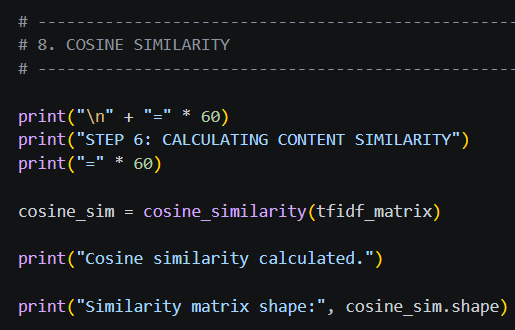 # --------------------------------------------------
# 8. COSINE SIMILARITY
# --------------------------------------------------
print("\n" + "=" * 60)
print("STEP 6: CALCULATING CONTENT SIMILARITY")
print("=" * 60)
cosine_sim = cosine_similarity(tfidf_matrix)
print("Cosine similarity calculated.")
print("Similarity matrix shape:", cosine_sim.shape)